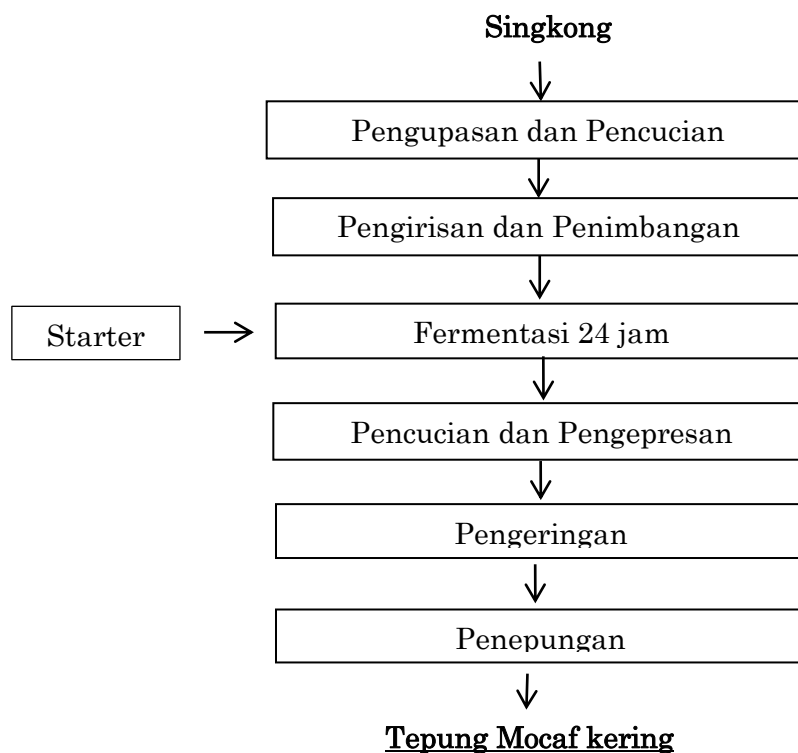 Singkong
Pengupasan dan Pencucian
Pengirisan dan Penimbangan
Starter
Fermentasi 24 jam
Pencucian dan Pengepresan
Pengeringan
Penepungan
Tepung Mocaf kering